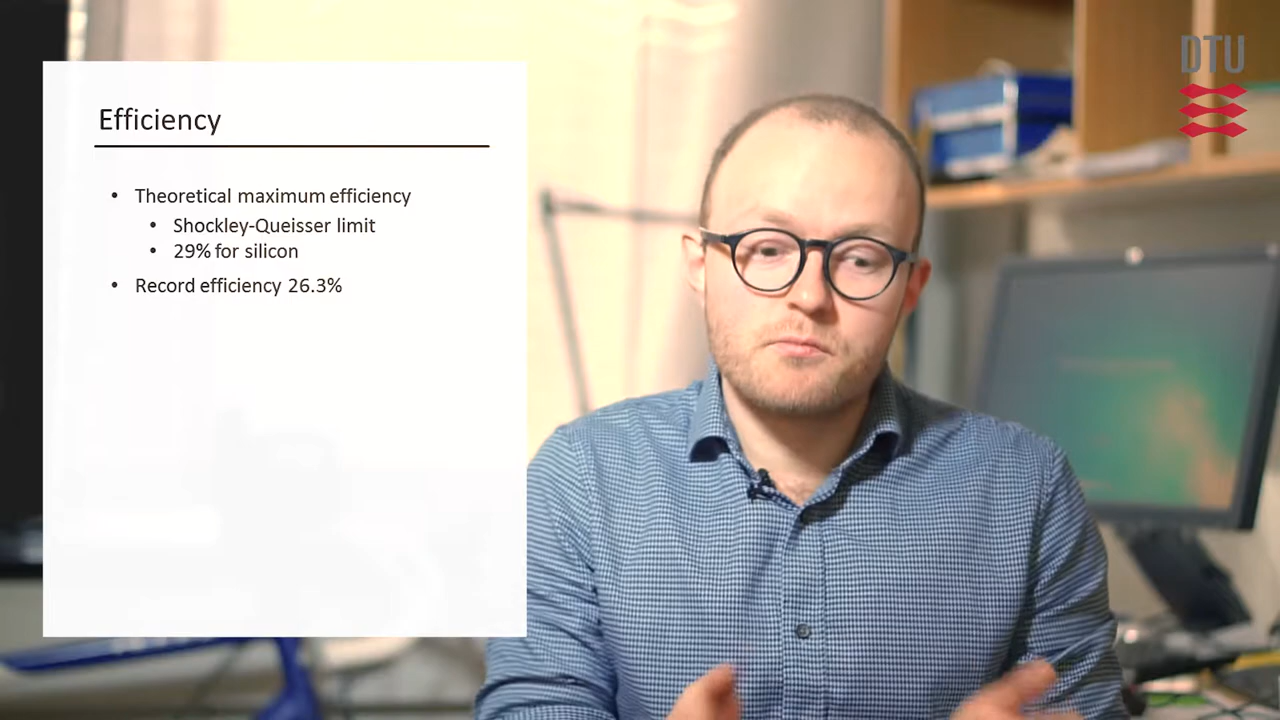 DTU
Efficiency
• Theoretical maximum efficiency
• Shockley-Queisser limit
• 29% for silicon
• Record efficiency 26.3%